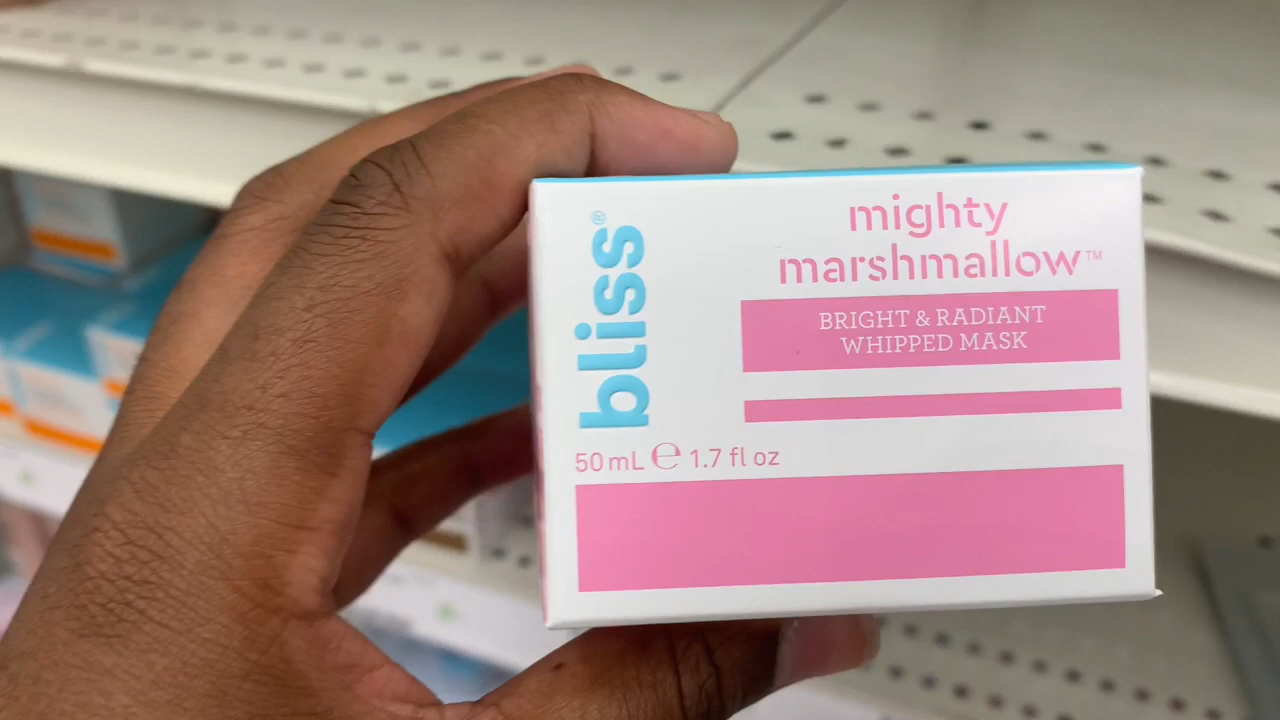 bliss®
mighty
marshmallow™
BRIGHT & RADIANT
WHIPPED MASK
50 mL ℮ 1.7 fl oz